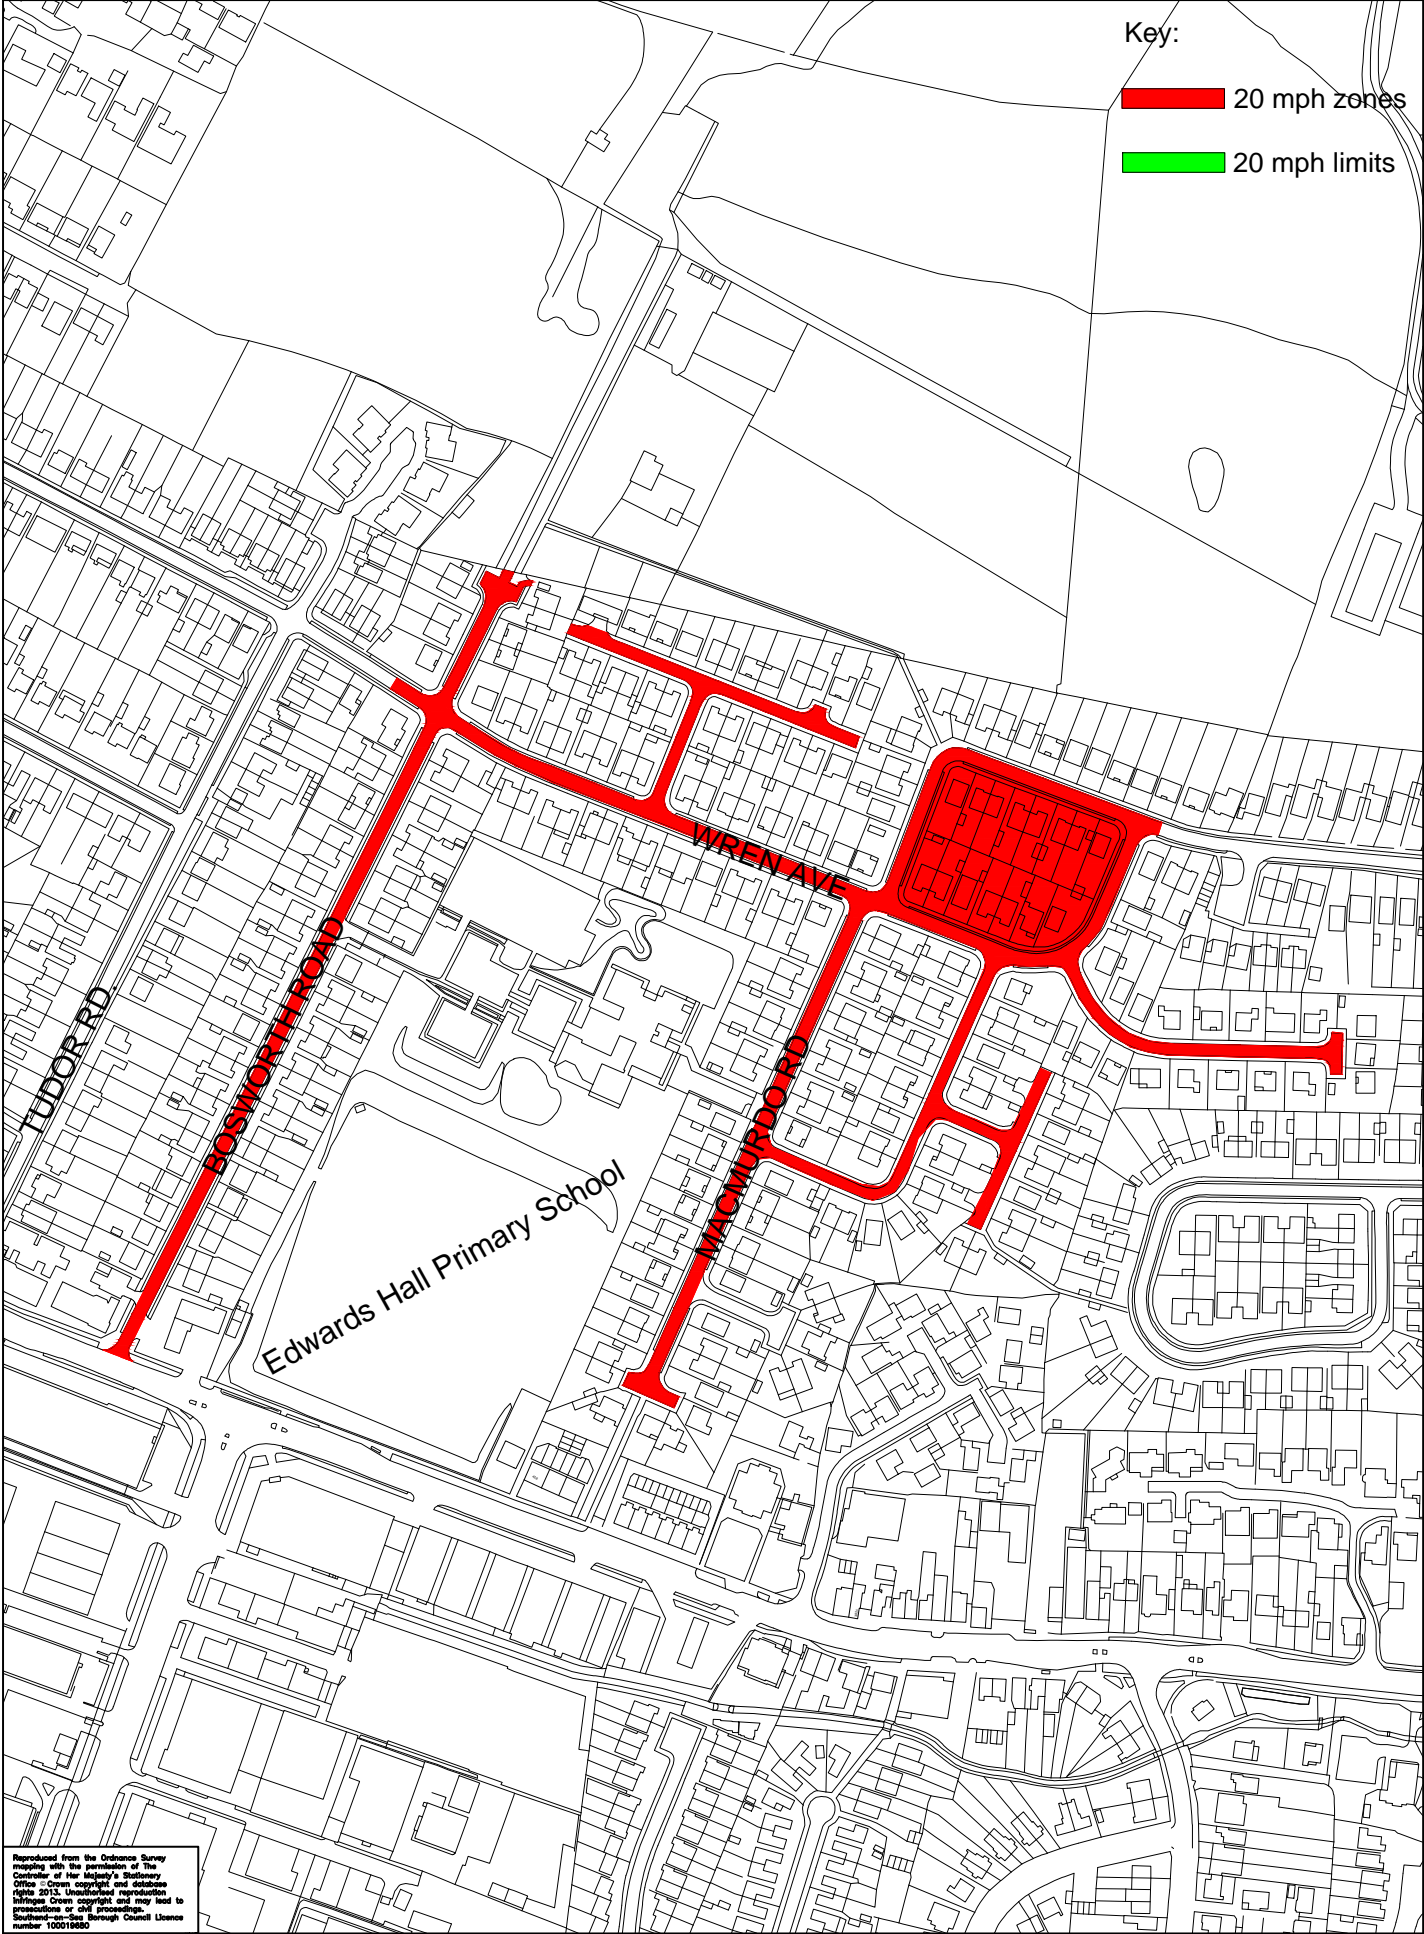 Key:
20 mph zones
20 mph limits
WREN AVE
TUDOR RD.
BOSWORTH ROAD
MACMURDO RD
Edwards Hall Primary School
Reproduced from the Ordnance Survey
mapping with the permission of The
Controller of Her Majesty's Stationery
Office © Crown copyright and database
rights 2013. Unauthorised reproduction
infringes Crown copyright and may lead to
prosecutions or civil proceedings.
Southend-on-Sea Borough Council Licence
number 100019680